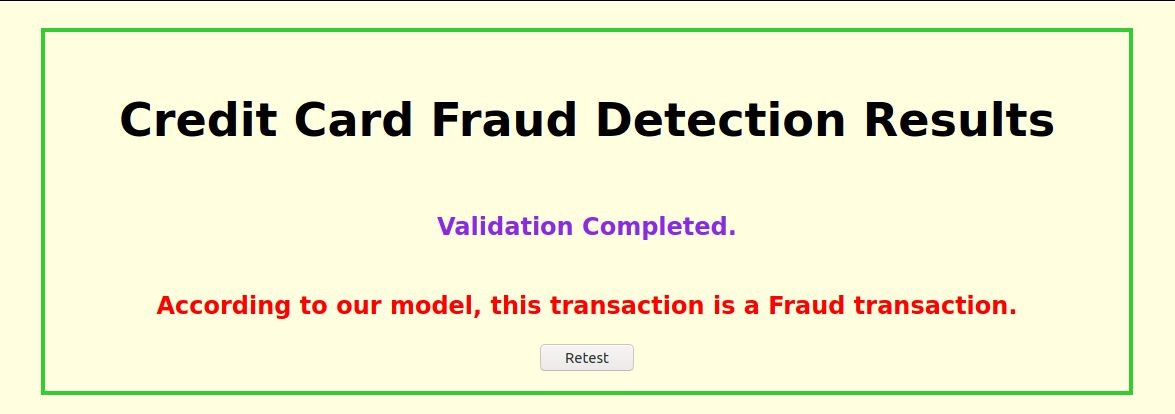 Credit Card Fraud Detection Results
Validation Completed.
According to our model, this transaction is a Fraud transaction.
Retest